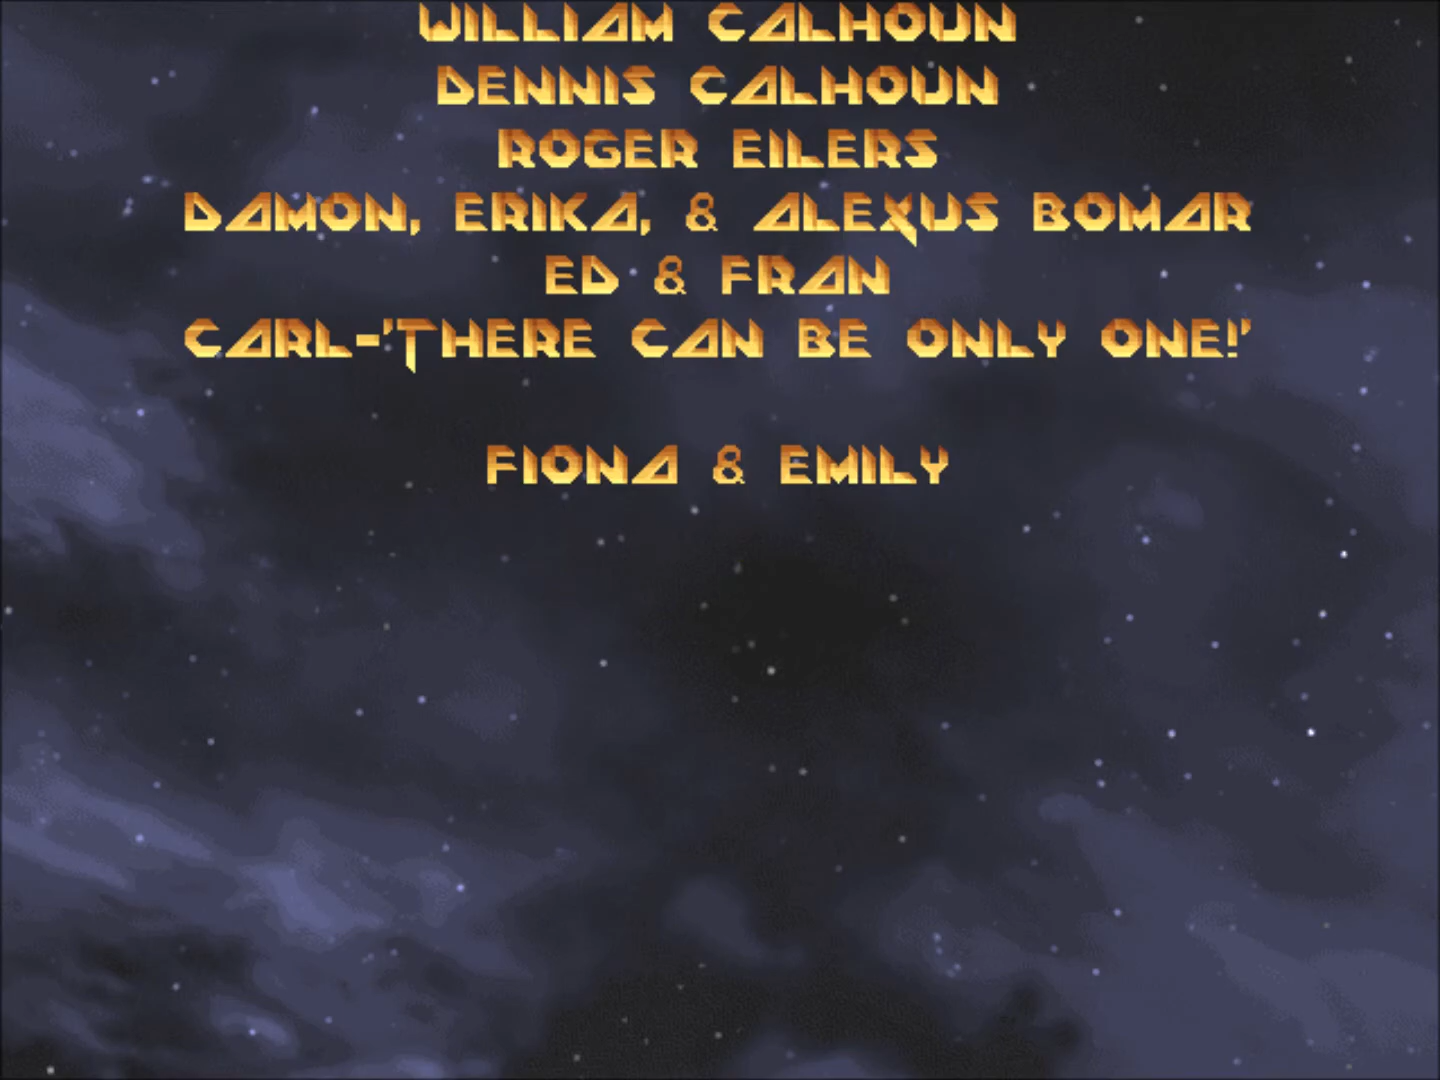 WILLIAM CALHOUN
DENNIS CALHOUN
ROGER EILERS
DAMON, ERIKA, & ALEXUS BOMAR
ED & FRAN
CARL-'THERE CAN BE ONLY ONE!'
FIONA & EMILY